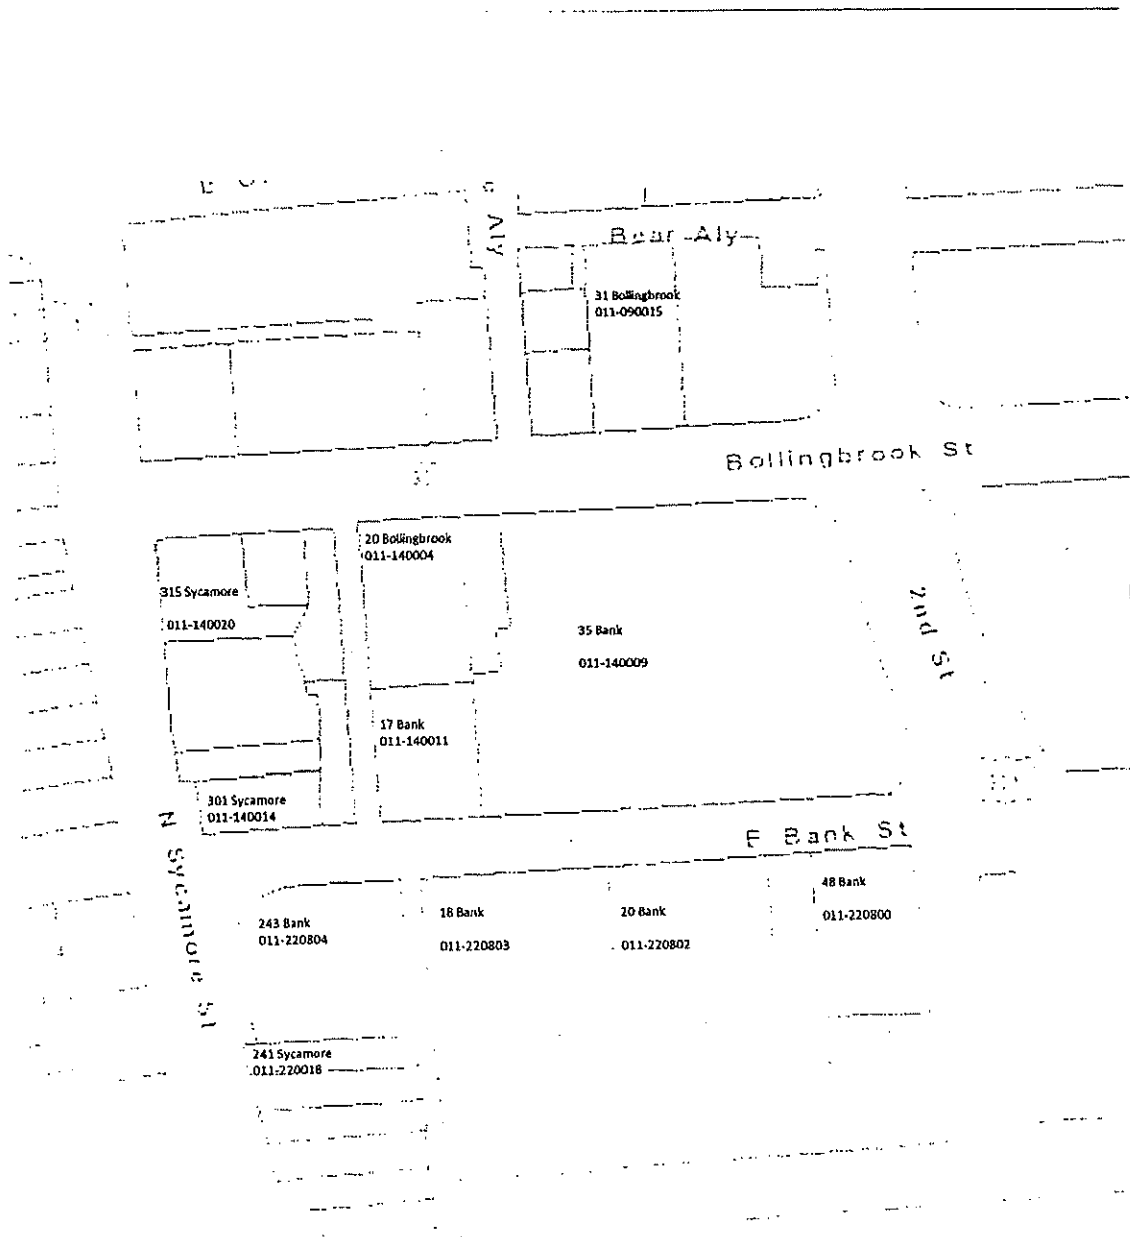 Aly
Bear Aly
31 Bollingbrook
011-090015
Bollingbrook St
20 Bollingbrook
011-140004
315 Sycamore
011-140020
35 Bank
011-140009
2nd St
17 Bank
011-140011
301 Sycamore
011-140014
N Sycamore St
E Bank St
243 Bank
011-220804
18 Bank
011-220803
20 Bank
011-220802
48 Bank
011-220800
241 Sycamore
011-220018